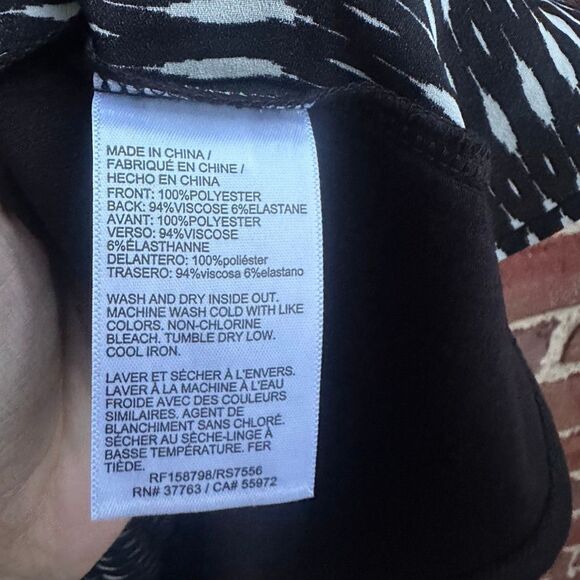 MADE IN CHINA /
FABRIQUÉ EN CHINE /
HECHO EN CHINA
FRONT: 100%POLYESTER
BACK: 94%VISCOSE 6%ELASTANE
AVANT: 100%POLYESTER
VERSO: 94%VISCOSE
6%ÉLASTHANNE
DELANTERO: 100%poliéster
TRASERO: 94%viscosa 6%elastano
WASH AND DRY INSIDE OUT.
MACHINE WASH COLD WITH LIKE
COLORS. NON-CHLORINE
BLEACH. TUMBLE DRY LOW.
COOL IRON.
LAVER ET SÉCHER À L'ENVERS.
LAVER À LA MACHINE À L'EAU
FROIDE AVEC DES COULEURS
SIMILAIRES. AGENT DE
BLANCHIMENT SANS CHLORÉ.
SÉCHER AU SÈCHE-LINGE À
BASSE TEMPÉRATURE. FER
TIÈDE.
RF158798/RS7556
RN# 37763 / CA# 55972